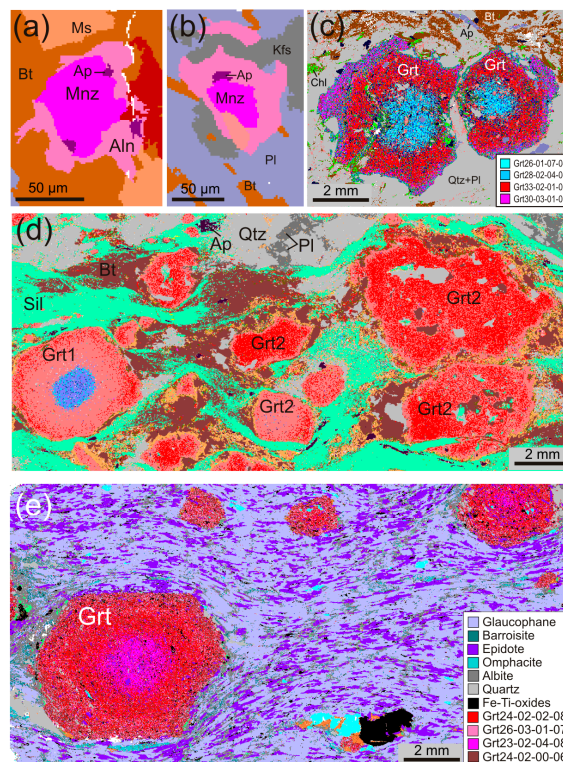 (a)
Ms
Bt
Ap
Mnz
Aln
50 µm
(b)
Kfs
Ap
Mnz
Pl
Bt
50 µm
(c)
Ap
Bt
Grt
Grt
Chl
Qtz+Pl
2 mm
Grt26-01-07-0
Grt28-02-04-0
Grt33-02-01-0
Grt30-03-01-0
(d)
Qtz
Ap
Pl
Bt
Sil
Grt1
Grt2
Grt2
Grt2
Grt2
2 mm
(e)
Grt
2 mm
Glaucophane
Barroisite
Epidote
Omphacite
Albite
Quartz
Fe-Ti-oxides
Grt24-02-02-08
Grt26-03-01-07
Grt23-02-04-08
Grt24-02-00-06